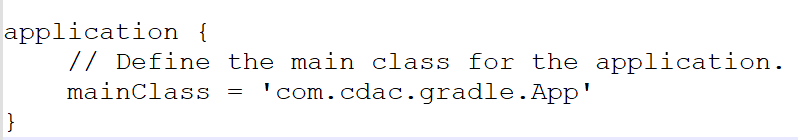 application {
    // Define the main class for the application.
    mainClass = 'com.cdac.gradle.App'
}